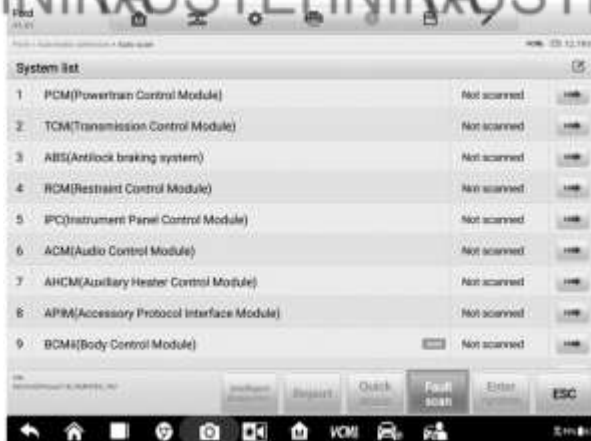 Ford
System list
1 PCM(Powertrain Control Module) Not scanned
2 TCM(Transmission Control Module) Not scanned
3 ABS(Antilock braking system) Not scanned
4 RCM(Restraint Control Module) Not scanned
5 IPC(Instrument Panel Control Module) Not scanned
6 ACM(Audio Control Module) Not scanned
7 AHCM(Auxiliary Heater Control Module) Not scanned
8 APIM(Accessory Protocol Interface Module) Not scanned
9 (Body Control Module) Not scanned
Report Quick Fault scan Enter ESC
VCMI